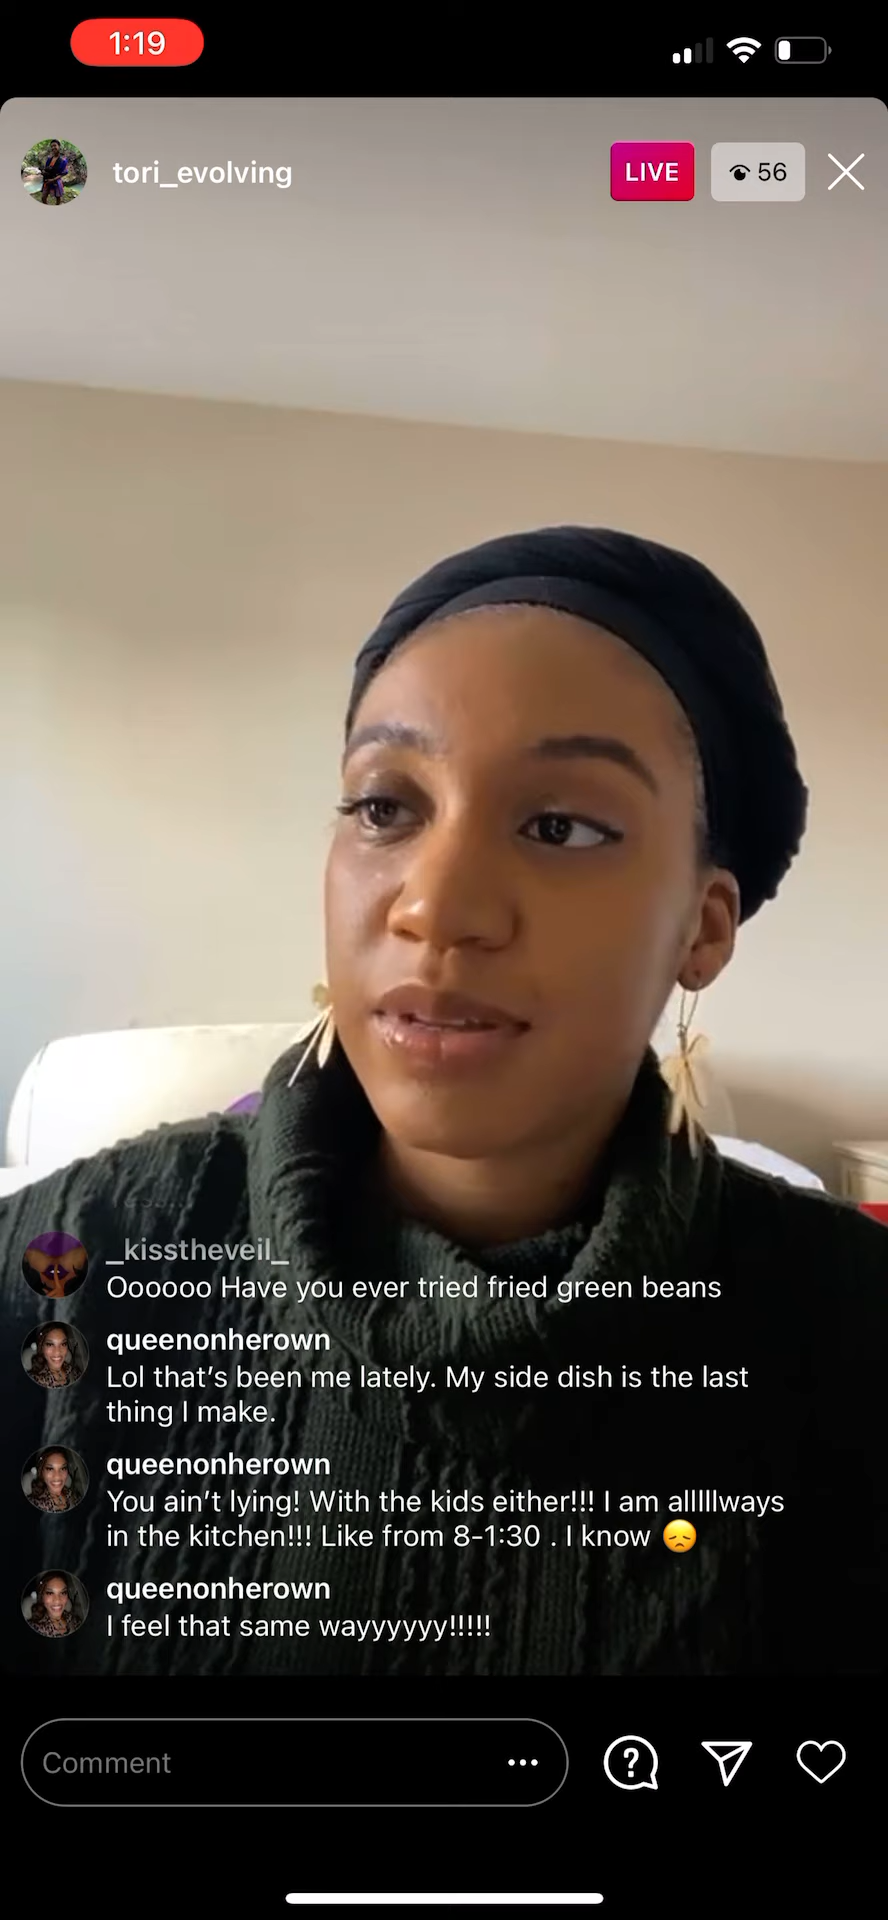 1:19
tori_evolving
LIVE
56
_kisstheveil_
Oooooo Have you ever tried fried green beans
queenonherown
Lol that’s been me lately. My side dish is the last
thing I make.
queenonherown
You ain’t lying! With the kids either!!! I am alllllways
in the kitchen!!! Like from 8-1:30 . I know 😞
queenonherown
I feel that same wayyyyyy!!!!!
Comment